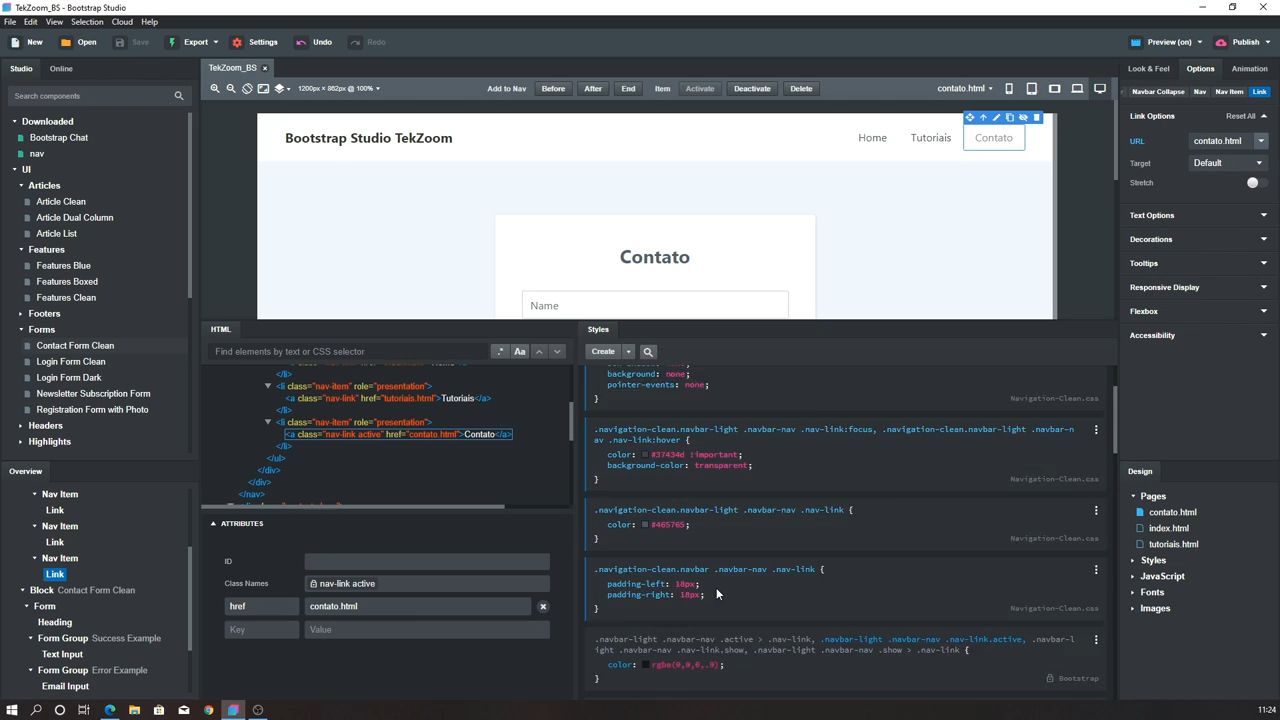 TekZoom_BS - Bootstrap Studio
File Edit View Selection Cloud Help
New Open Save Export Settings Undo Redo Preview (on) Publish
Studio Online
TekZoom_BS
Look & Feel Options Animation
Search components
1200px × 862px @ 100%
Add to Nav Before After End Item Activate Deactivate Delete
contato.html
Navbar Collapse Nav Nav Item Link
Downloaded
Bootstrap Chat
nav
UI
Articles
Article Clean
Article Dual Column
Article List
Features
Features Blue
Features Boxed
Features Clean
Footers
Forms
Contact Form Clean
Login Form Clean
Login Form Dark
Newsletter Subscription Form
Registration Form with Photo
Headers
Highlights
Bootstrap Studio TekZoom
Home Tutoriais Contato
Contato
Name
Link Options Reset All
URL contato.html
Target Default
Stretch
Text Options
Decorations
Tooltips
Responsive Display
Flexbox
Accessibility
HTML
Find elements by text or CSS selector
.* Aa
</li>
<li class="nav-item" role="presentation">
<a class="nav-link" href="tutoriais.html">Tutoriais</a>
</li>
<li class="nav-item" role="presentation">
<a class="nav-link active" href="contato.html">Contato</a>
</li>
</ul>
</div>
</div>
</nav>
ATTRIBUTES
ID
Class Names nav-link active
href contato.html
Key Value
Styles
Create
background: none;
pointer-events: none;
}
Navigation-Clean.css
.navigation-clean.navbar-light .navbar-nav .nav-link:focus, .navigation-clean.navbar-light .navbar-n
av .nav-link:hover {
color: #37434d !important;
background-color: transparent;
}
Navigation-Clean.css
.navigation-clean.navbar-light .navbar-nav .nav-link {
color: #465765;
}
Navigation-Clean.css
.navigation-clean.navbar .navbar-nav .nav-link {
padding-left: 18px;
padding-right: 18px;
}
Navigation-Clean.css
.navbar-light .navbar-nav .active > .nav-link, .navbar-light .navbar-nav .nav-link.active, .navbar-l
ight .navbar-nav .nav-link.show, .navbar-light .navbar-nav .show > .nav-link {
color: rgba(0,0,0,.9);
}
Bootstrap
Overview
Nav Item
Link
Nav Item
Link
Nav Item
Link
Block Contact Form Clean
Form
Heading
Form Group Success Example
Text Input
Form Group Error Example
Email Input
Design
Pages
contato.html
index.html
tutoriais.html
Styles
JavaScript
Fonts
Images
11:24